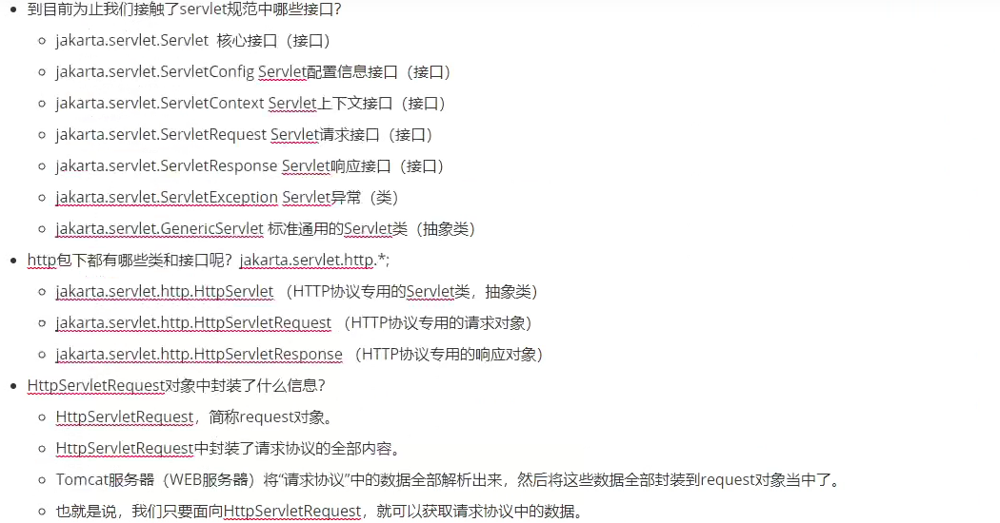 到目前为止我们接触了servlet规范中哪些接口？
jakarta.servlet.Servlet 核心接口（接口）
jakarta.servlet.ServletConfig Servlet配置信息接口（接口）
jakarta.servlet.ServletContext Servlet上下文接口（接口）
jakarta.servlet.ServletRequest Servlet请求接口（接口）
jakarta.servlet.ServletResponse Servlet响应接口（接口）
jakarta.servlet.ServletException Servlet异常（类）
jakarta.servlet.GenericServlet 标准通用的Servlet类（抽象类）
http包下都有哪些类和接口呢？jakarta.servlet.http.*;
jakarta.servlet.http.HttpServlet （HTTP协议专用的Servlet类，抽象类）
jakarta.servlet.http.HttpServletRequest （HTTP协议专用的请求对象）
jakarta.servlet.http.HttpServletResponse （HTTP协议专用的响应对象）
HttpServletRequest对象中封装了什么信息？
HttpServletRequest，简称request对象。
HttpServletRequest中封装了请求协议的全部内容。
Tomcat服务器（WEB服务器）将“请求协议”中的数据全部解析出来，然后将这些数据全部封装到request对象当中了。
也就是说，我们只要面向HttpServletRequest，就可以获取请求协议中的数据。